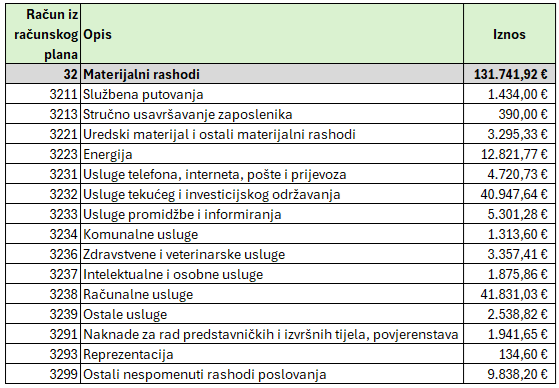 Račun iz računskog plana Opis Iznos
32 Materijalni rashodi 131.741,92 €
3211 Službena putovanja 1.434,00 €
3213 Stručno usavršavanje zaposlenika 390,00 €
3221 Uredski materijal i ostali materijalni rashodi 3.295,33 €
3223 Energija 12.821,77 €
3231 Usluge telefona, interneta, pošte i prijevoza 4.720,73 €
3232 Usluge tekućeg i investicijskog održavanja 40.947,64 €
3233 Usluge promidžbe i informiranja 5.301,28 €
3234 Komunalne usluge 1.313,60 €
3236 Zdravstvene i veterinarske usluge 3.357,41 €
3237 Intelektualne i osobne usluge 1.875,86 €
3238 Računalne usluge 41.831,03 €
3239 Ostale usluge 2.538,82 €
3291 Naknade za rad predstavničkih i izvršnih tijela, povjerenstava 1.941,65 €
3293 Reprezentacija 134,60 €
3299 Ostali nespomenuti rashodi poslovanja 9.838,20 €